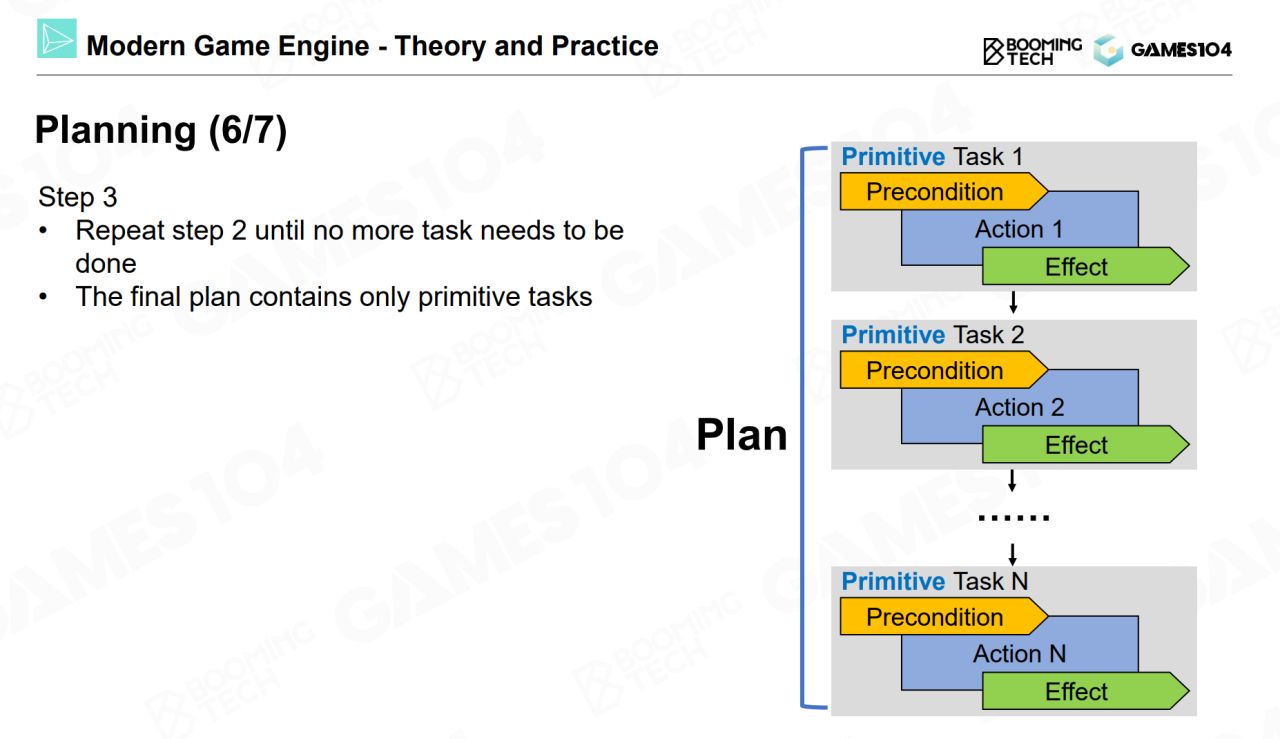 Modern Game Engine - Theory and Practice
BOOMING
TECH
GAMES104
Planning (6/7)
Step 3
• Repeat step 2 until no more task needs to be
done
• The final plan contains only primitive tasks
Plan
Primitive Task 1
Precondition
Action 1
Effect
Primitive Task 2
Precondition
Action 2
Effect
......
Primitive Task N
Precondition
Action N
Effect